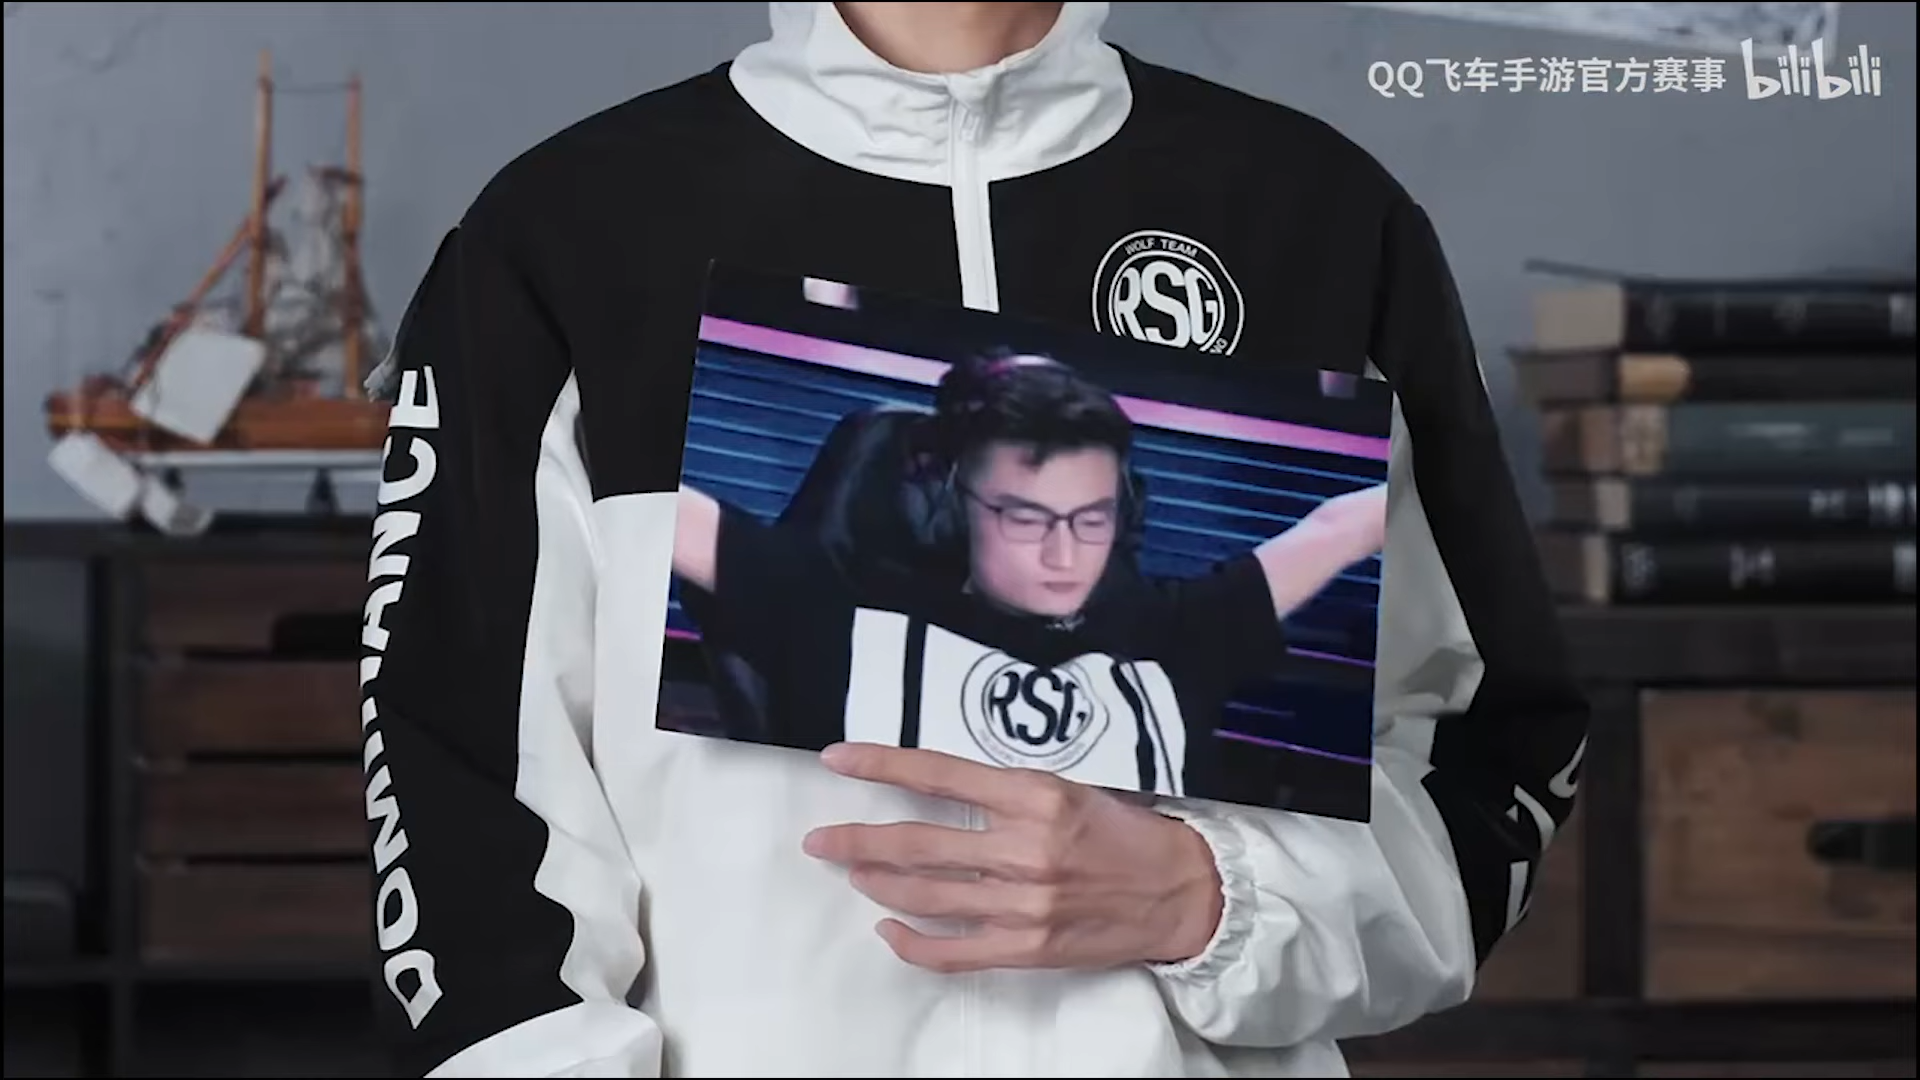 QQ飞车手游官方赛事 bilibili
WOLF TEAM
RSG
DOMINANCE
RSG